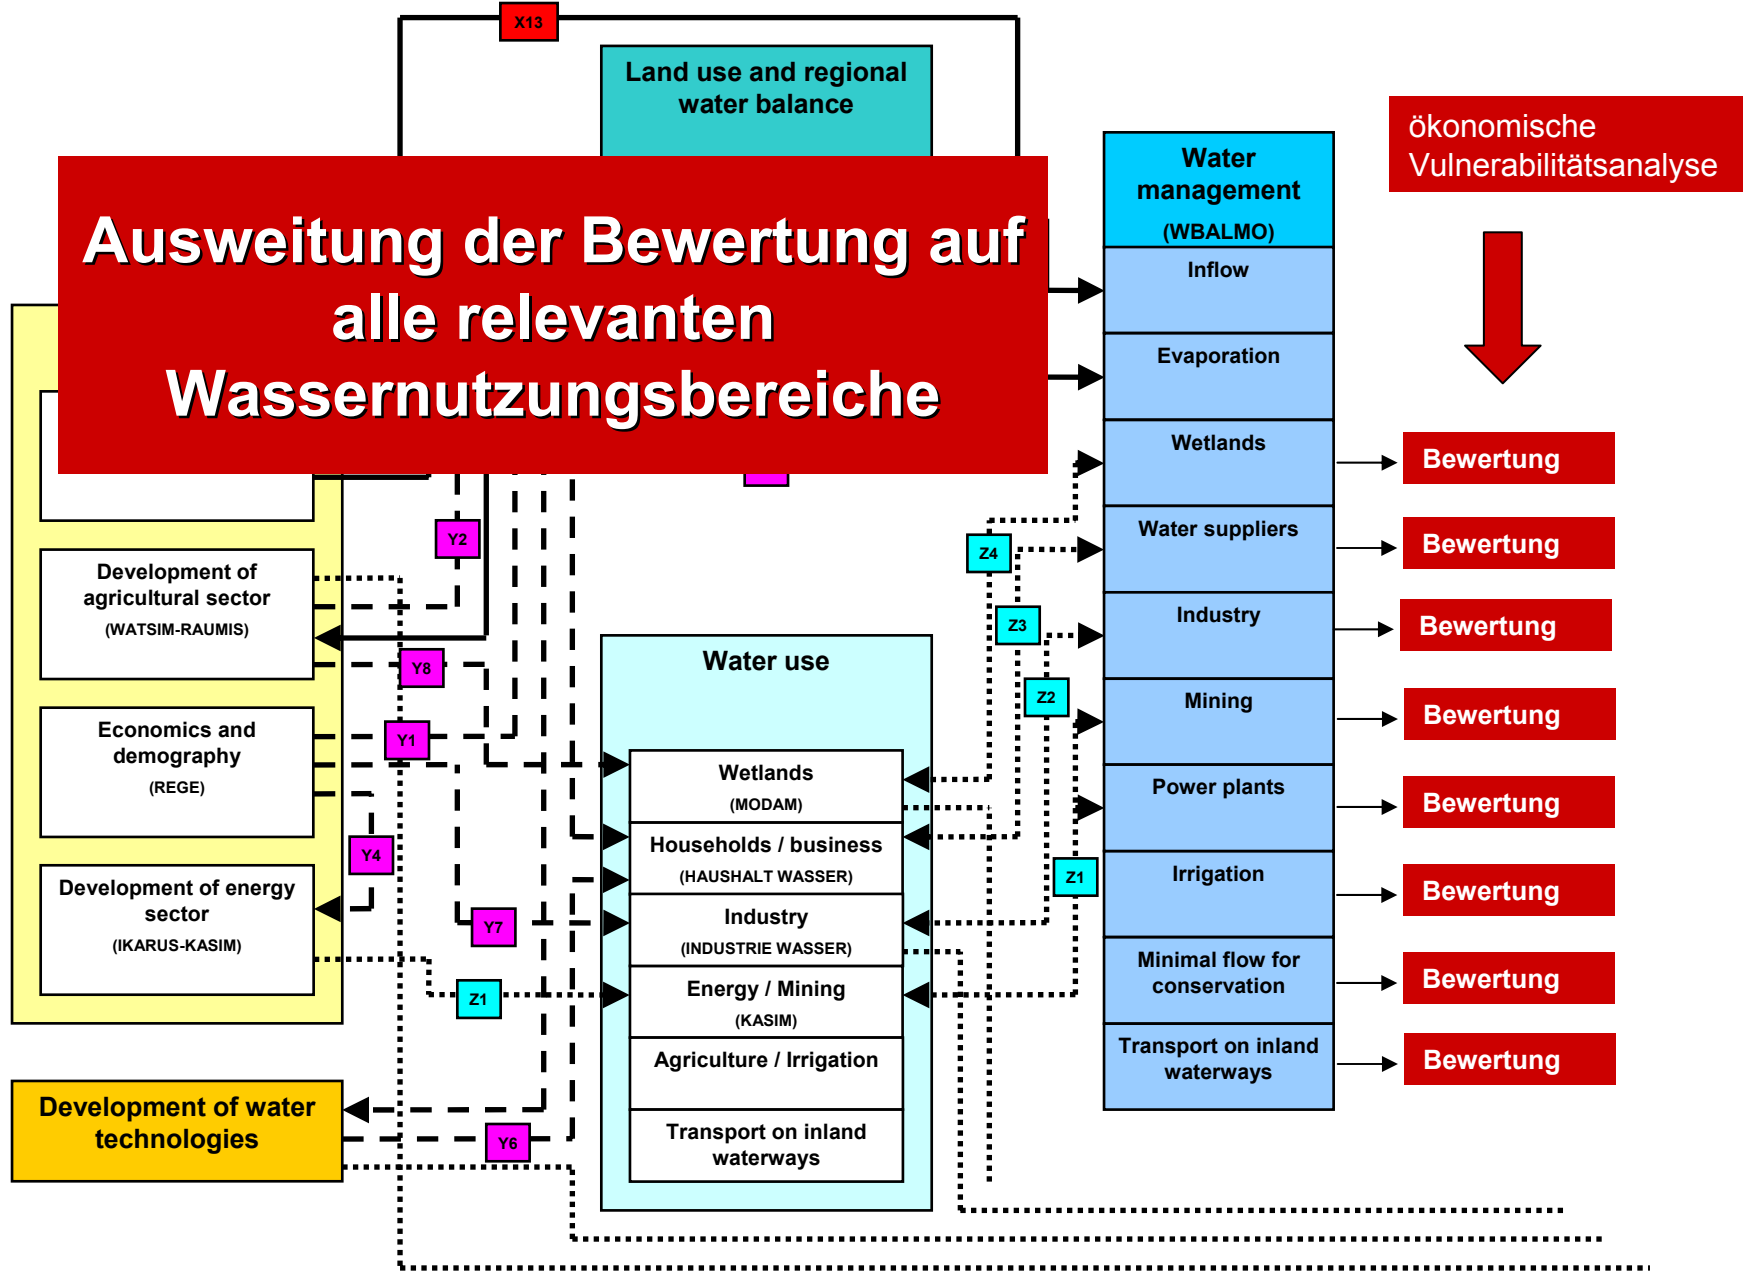 X13
Land use and regional
water balance
ökonomische
Vulnerabilitätsanalyse
Ausweitung der Bewertung auf
alle relevanten
Wassernutzungsbereiche
Water
management
(WBALMO)
Inflow
Evaporation
Wetlands
Bewertung
Water suppliers
Bewertung
Industry
Bewertung
Mining
Bewertung
Power plants
Bewertung
Irrigation
Bewertung
Minimal flow for
conservation
Bewertung
Transport on inland
waterways
Bewertung
Y2
Z4
Z3
Z2
Z1
Development of
agricultural sector
(WATSIM-RAUMIS)
Y8
Economics and
demography
(REGE)
Y1
Y4
Development of energy
sector
(IKARUS-KASIM)
Y7
Z1
Water use
Wetlands
(MODAM)
Households / business
(HAUSHALT WASSER)
Industry
(INDUSTRIE WASSER)
Energy / Mining
(KASIM)
Agriculture / Irrigation
Transport on inland
waterways
Development of water
technologies
Y6